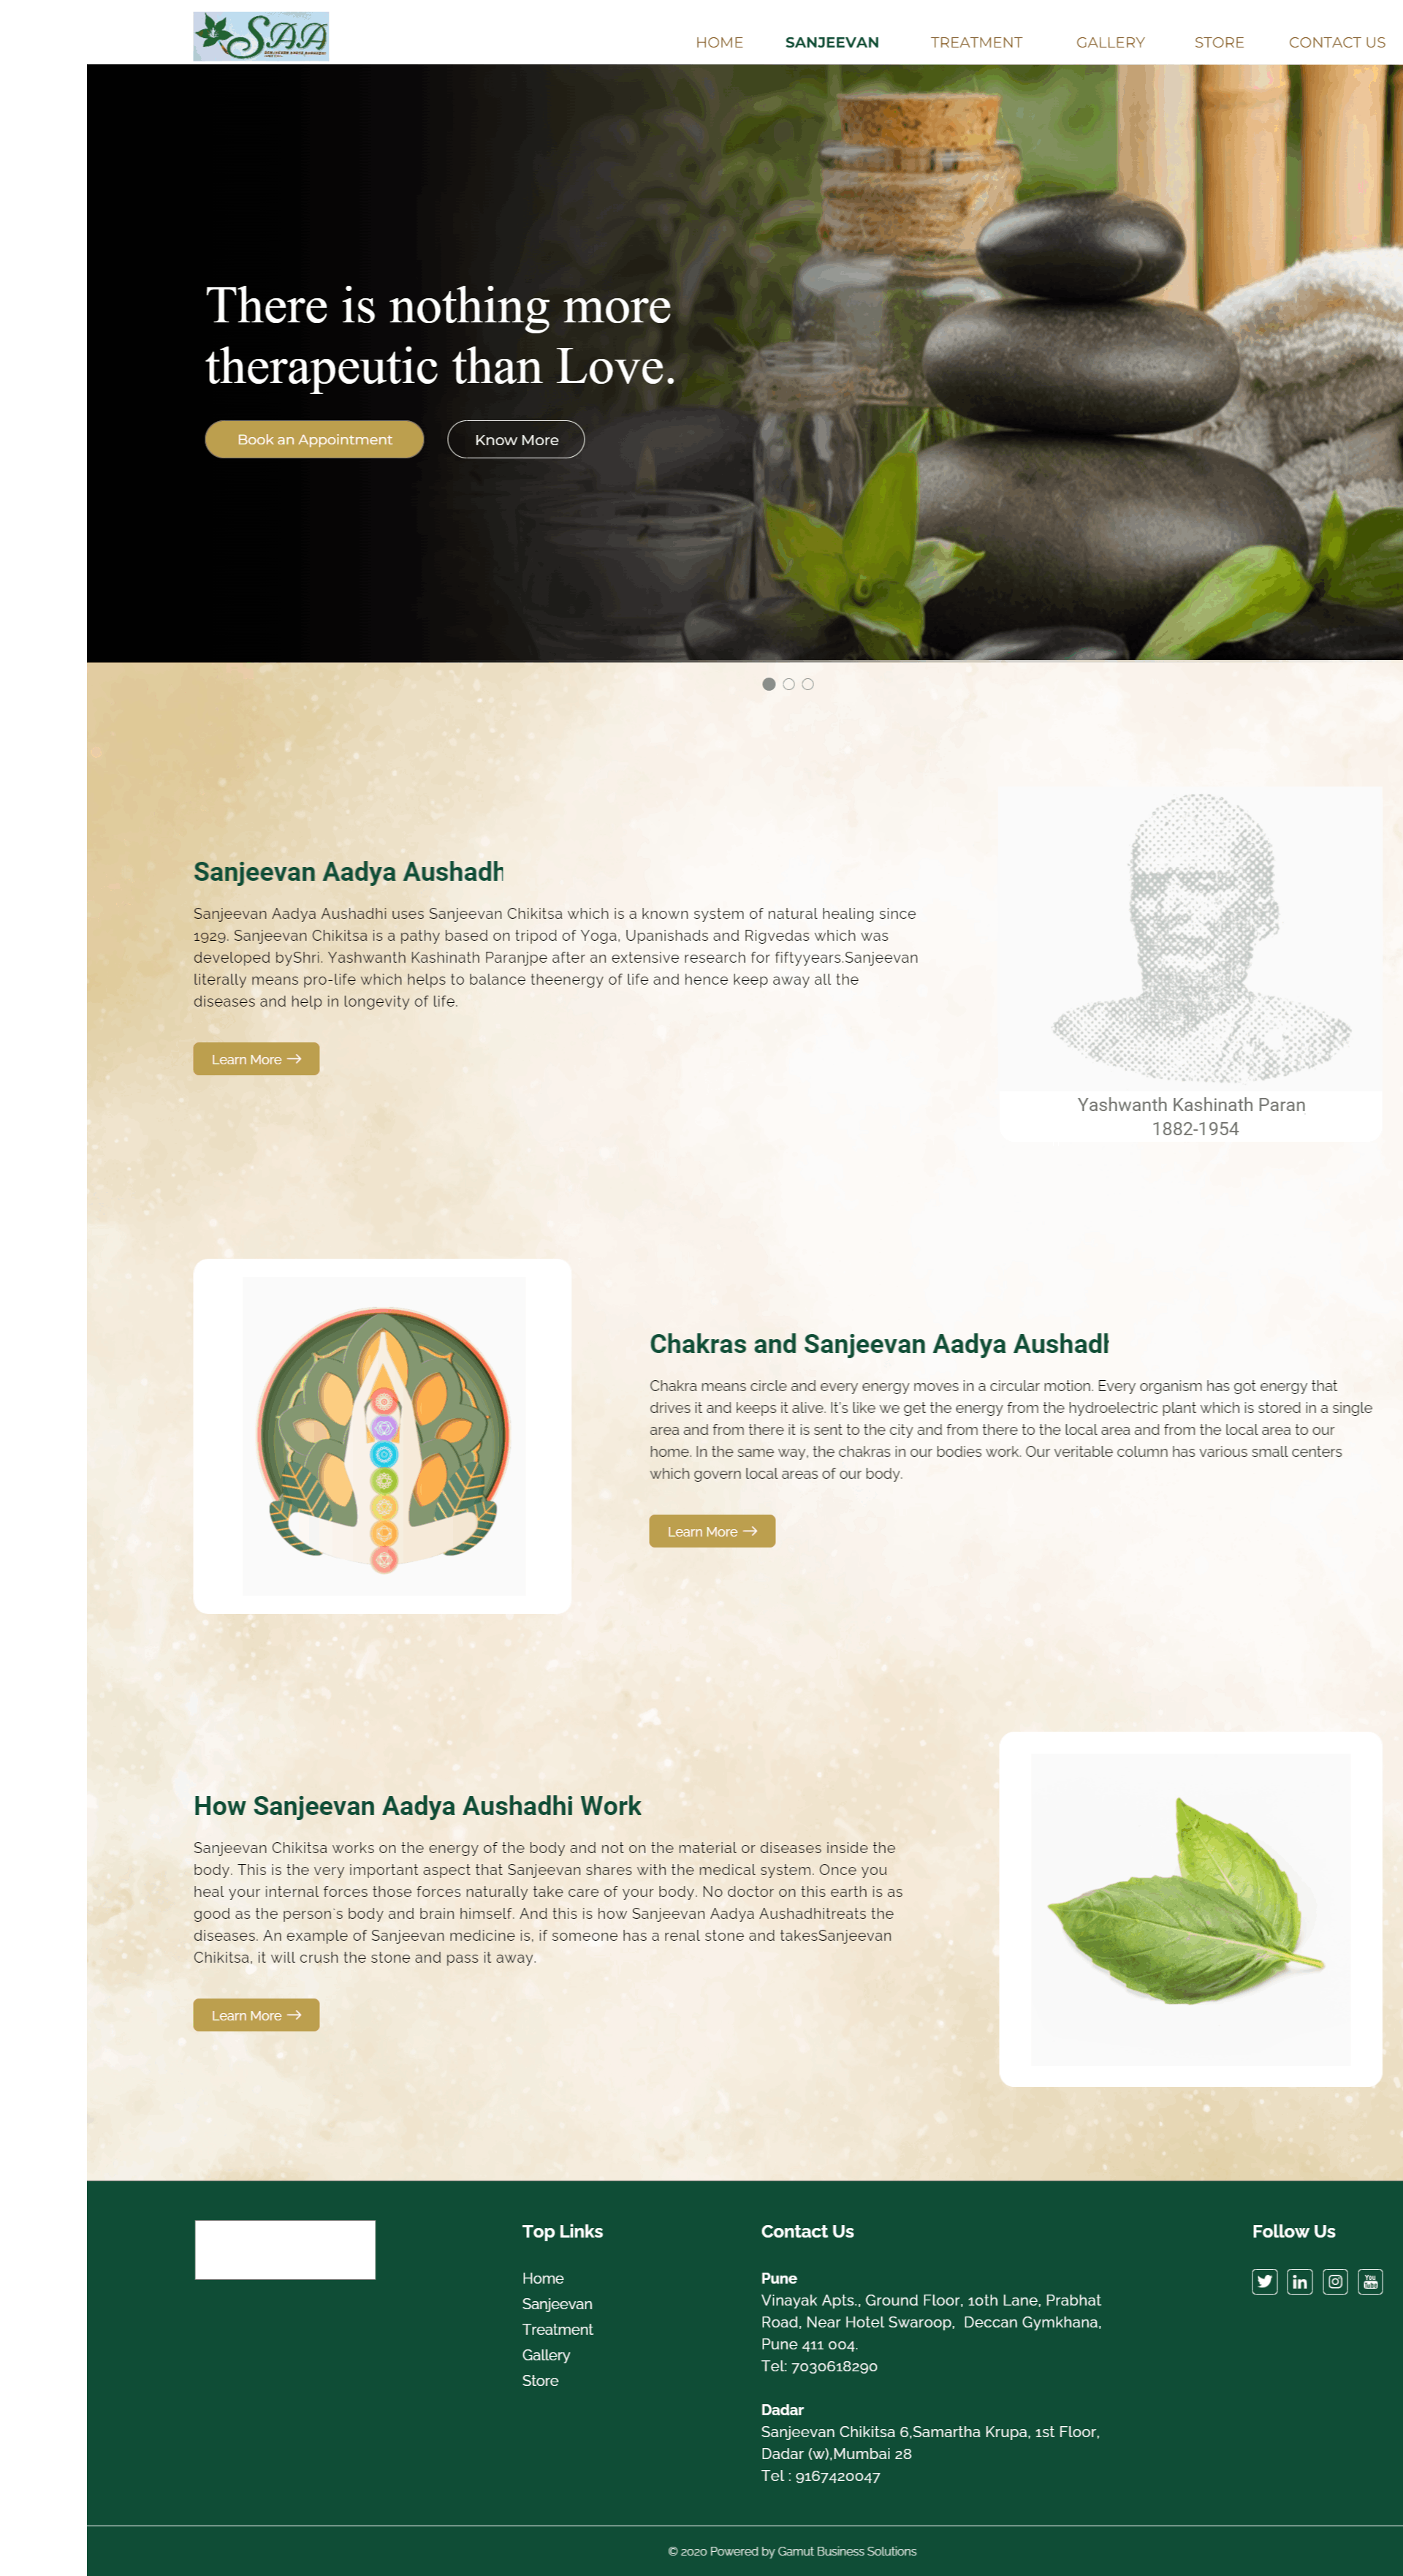 SAA
HOME SANJEEVAN TREATMENT GALLERY STORE CONTACT US
There is nothing more
therapeutic than Love.
Book an Appointment Know More
Sanjeevan Aadya Aushadh
Sanjeevan Aadya Aushadhi uses Sanjeevan Chikitsa which is a known system of natural healing since
1929. Sanjeevan Chikitsa is a pathy based on tripod of Yoga, Upanishads and Rigvedas which was
developed byShri. Yashwanth Kashinath Paranjpe after an extensive research for fiftyyears.Sanjeevan
literally means pro-life which helps to balance theenergy of life and hence keep away all the
diseases and help in longevity of life.
Learn More →
Yashwanth Kashinath Paran
1882-1954
Chakras and Sanjeevan Aadya Aushadh
Chakra means circle and every energy moves in a circular motion. Every organism has got energy that
drives it and keeps it alive. It's like we get the energy from the hydroelectric plant which is stored in a single
area and from there it is sent to the city and from there to the local area and from the local area to our
home. In the same way, the chakras in our bodies work. Our veritable column has various small centers
which govern local areas of our body.
Learn More →
How Sanjeevan Aadya Aushadhi Work
Sanjeevan Chikitsa works on the energy of the body and not on the material or diseases inside the
body. This is the very important aspect that Sanjeevan shares with the medical system. Once you
heal your internal forces those forces naturally take care of your body. No doctor on this earth is as
good as the person's body and brain himself. And this is how Sanjeevan Aadya Aushadhitreats the
diseases. An example of Sanjeevan medicine is, if someone has a renal stone and takesSanjeevan
Chikitsa, it will crush the stone and pass it away.
Learn More →
Top Links
Home
Sanjeevan
Treatment
Gallery
Store
Contact Us
Pune
Vinayak Apts., Ground Floor, 10th Lane, Prabhat
Road, Near Hotel Swaroop, Deccan Gymkhana,
Pune 411 004.
Tel: 7030618290
Dadar
Sanjeevan Chikitsa 6,Samartha Krupa, 1st Floor,
Dadar (w),Mumbai 28
Tel : 9167420047
Follow Us
© 2020 Powered by Gamut Business Solutions